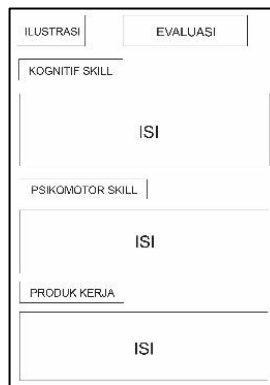 ILUSTRASI
EVALUASI
KOGNITIF SKILL
ISI
PSIKOMOTOR SKILL
ISI
PRODUK KERJA
ISI